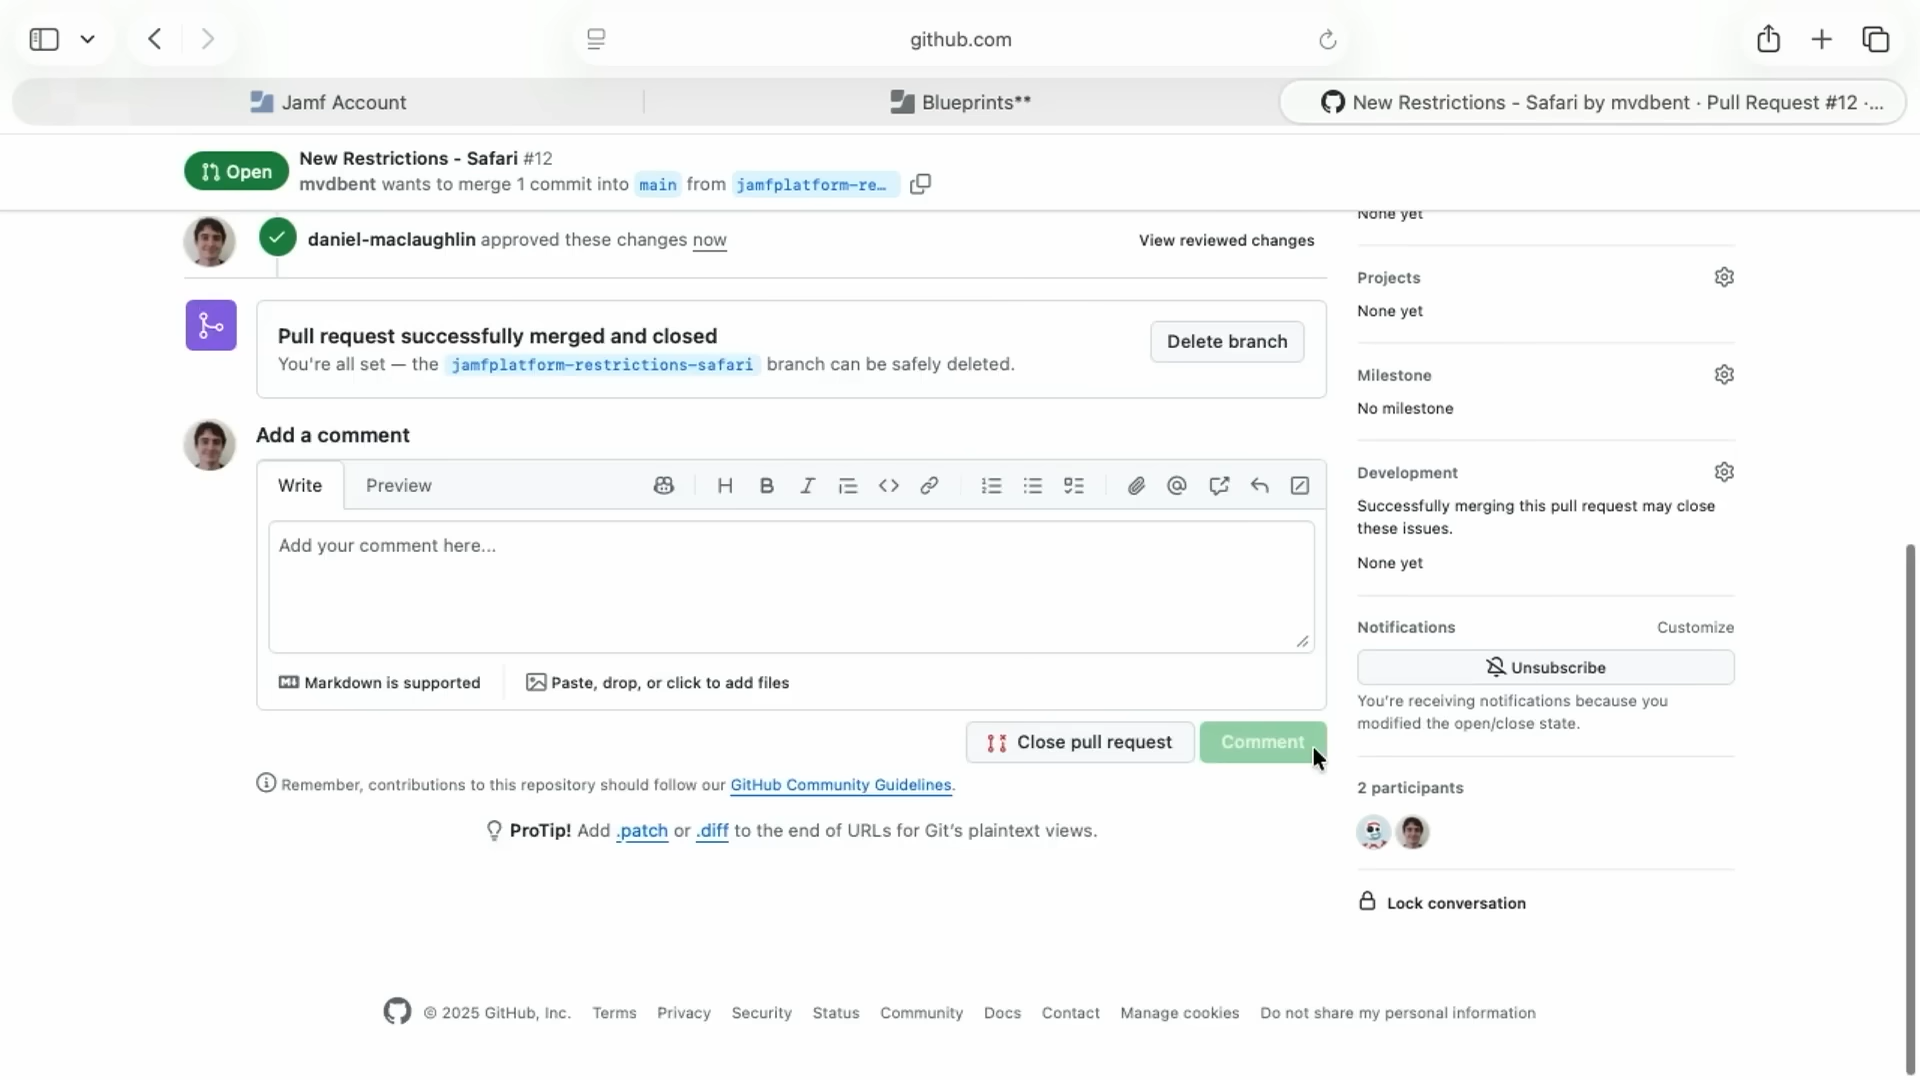 github.com
Jamf Account
Blueprints**
New Restrictions - Safari by mvdbent · Pull Request #12 ·...
Open
New Restrictions - Safari #12
mvdbent wants to merge 1 commit into main from jamfplatform-re…
daniel-maclaughlin approved these changes now
View reviewed changes
None yet
Projects
None yet
Pull request successfully merged and closed
You're all set — the jamfplatform-restrictions-safari branch can be safely deleted.
Delete branch
Milestone
No milestone
Add a comment
Write
Preview
Add your comment here...
Markdown is supported
Paste, drop, or click to add files
Development
Successfully merging this pull request may close
these issues.
None yet
Notifications
Customize
Unsubscribe
You're receiving notifications because you
modified the open/close state.
Close pull request
Comment
Remember, contributions to this repository should follow our GitHub Community Guidelines.
ProTip! Add .patch or .diff to the end of URLs for Git's plaintext views.
2 participants
Lock conversation
© 2025 GitHub, Inc.
Terms
Privacy
Security
Status
Community
Docs
Contact
Manage cookies
Do not share my personal information